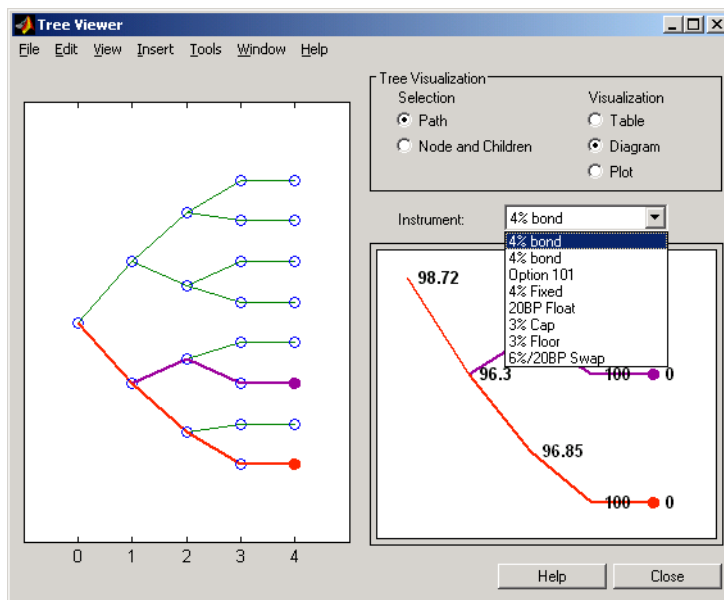 Tree Viewer
File Edit View Insert Tools Window Help
Tree Visualization
Selection
Visualization
Path
Table
Node and Children
Diagram
Plot
Instrument:
4% bond
4% bond
4% bond
Option 101
4% Fixed
20BP Float
3% Cap
3% Floor
6%/20BP Swap
98.72
96.3
100 0
96.85
100 0
0 1 2 3 4
Help
Close